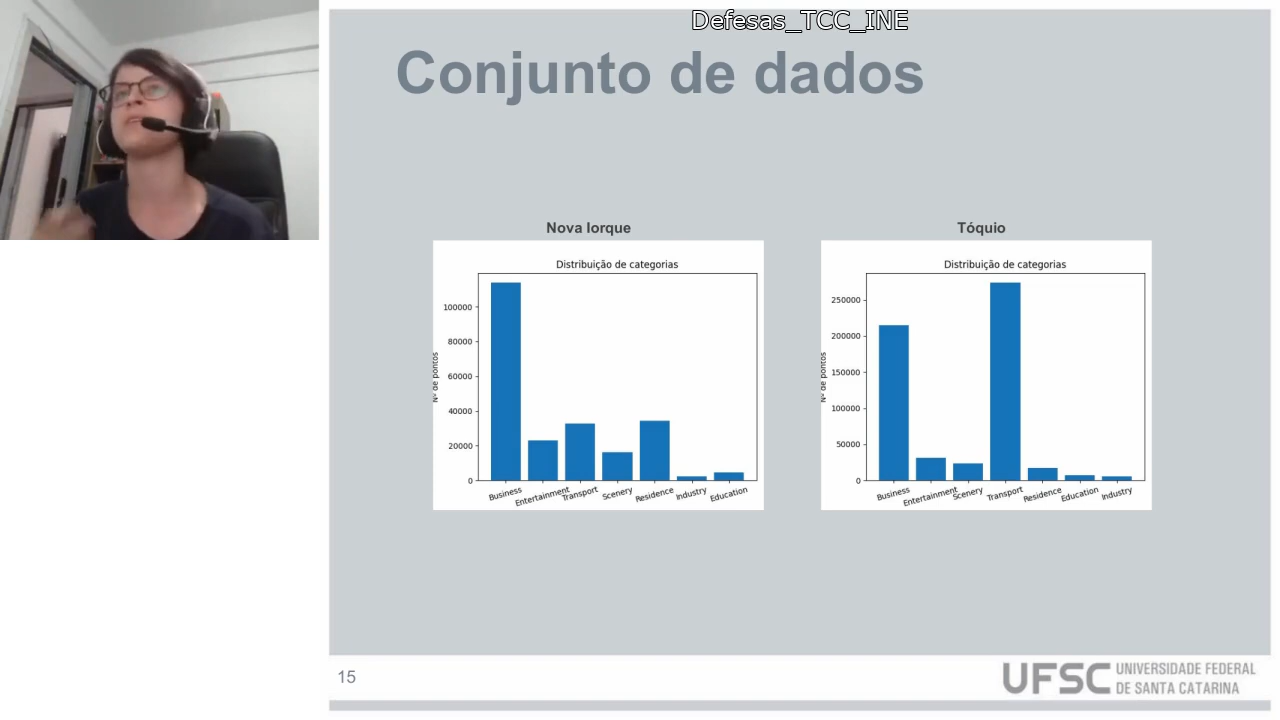 Defesas_TCC_INE
Conjunto de dados
Nova Iorque
Distribuição de categorias
Nº de pontos
100000
80000
60000
40000
20000
0
Business
Entertainment
Transport
Scenery
Residence
Industry
Education
Tóquio
Distribuição de categorias
Nº de pontos
250000
200000
150000
100000
50000
0
Business
Entertainment
Scenery
Transport
Residence
Education
Industry
15
UFSC UNIVERSIDADE FEDERAL
DE SANTA CATARINA